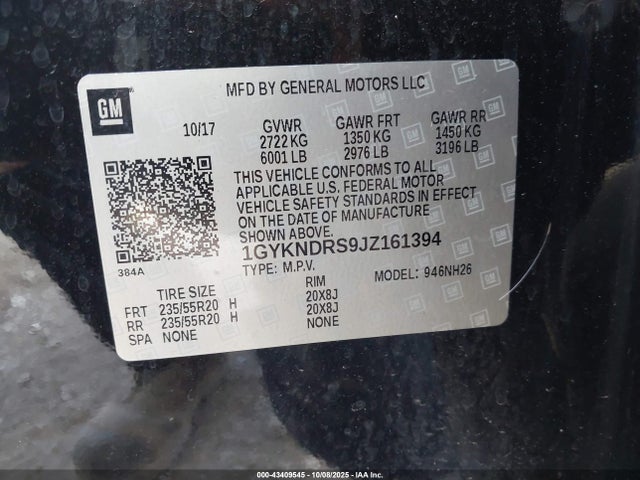 GM
MFD BY GENERAL MOTORS LLC
10/17 GVWR GAWR FRT GAWR RR
2722 KG 1350 KG 1450 KG
6001 LB 2976 LB 3196 LB
THIS VEHICLE CONFORMS TO ALL
APPLICABLE U.S. FEDERAL MOTOR
VEHICLE SAFETY STANDARDS IN EFFECT
ON THE DATE OF MANUFACTURE
SHOWN ABOVE.
1GYKNDRS9JZ161394
384A
TYPE: M.P.V. MODEL: 946NH26
TIRE SIZE RIM
FRT 235/55R20 H 20X8J
RR 235/55R20 H 20X8J
SPA NONE NONE
000-43409545 - 10/08/2025 - IAAI.COM/ACV